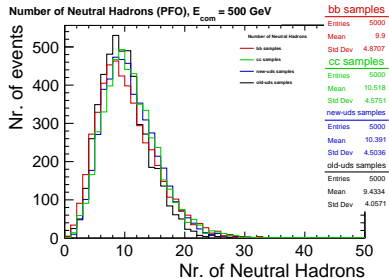 Number of Neutral Hadrons (PFO), E_com = 500 GeV
Nr. of events
500
400
300
200
100
0
Number of Neutral Hadrons (PFO)
bb samples
cc samples
new-uds samples
old-uds samples
bb samples
Entries 5000
Mean 9.9
Std Dev 4.8707
cc samples
Entries 5000
Mean 10.518
Std Dev 4.5751
new-uds samples
Entries 5000
Mean 10.391
Std Dev 4.5036
old-uds samples
Entries 5000
Mean 9.4334
Std Dev 4.0571
0 10 20 30 40 50
Nr. of Neutral Hadrons